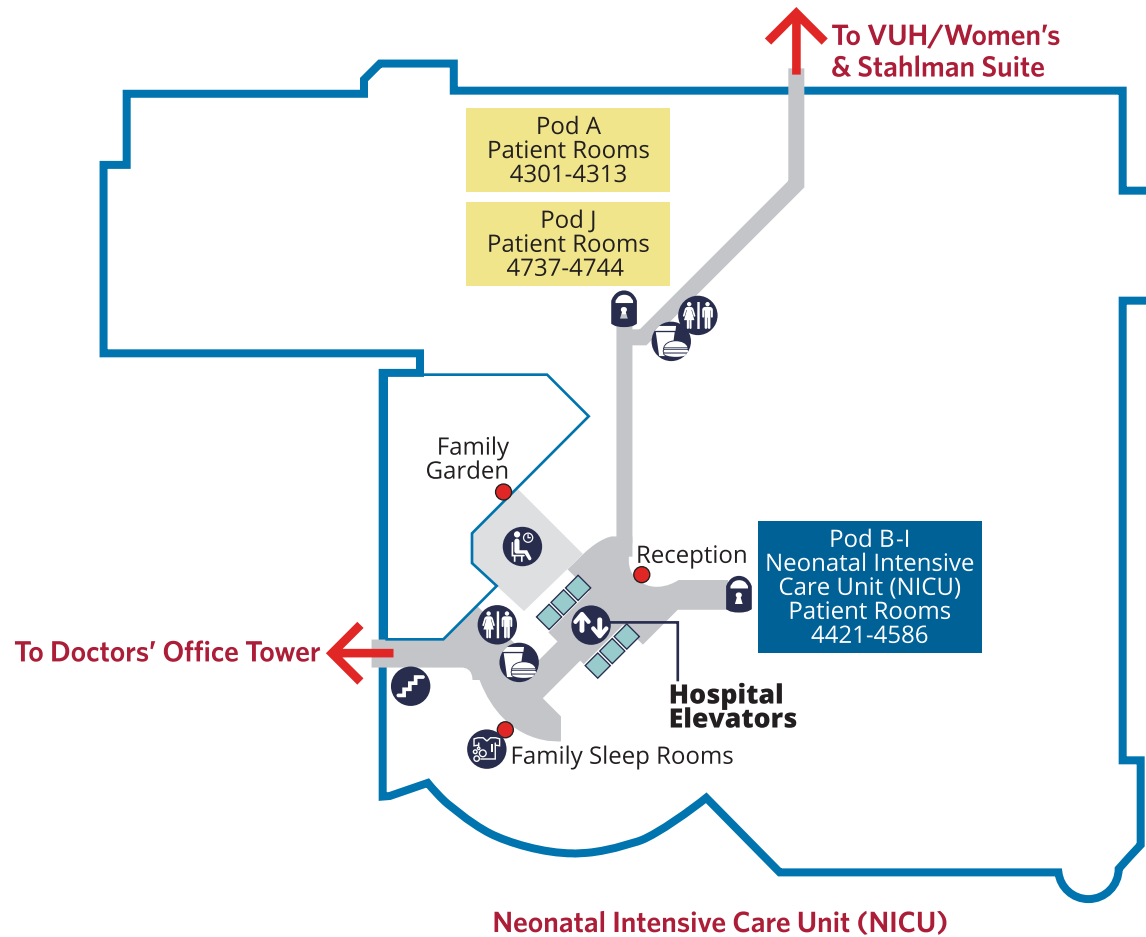 To VUH/Women’s
& Stahlman Suite
Pod A
Patient Rooms
4301-4313
Pod J
Patient Rooms
4737-4744
Family
Garden
Reception
Pod B-I
Neonatal Intensive
Care Unit (NICU)
Patient Rooms
4421-4586
To Doctors’ Office Tower
Hospital
Elevators
Family Sleep Rooms
Neonatal Intensive Care Unit (NICU)